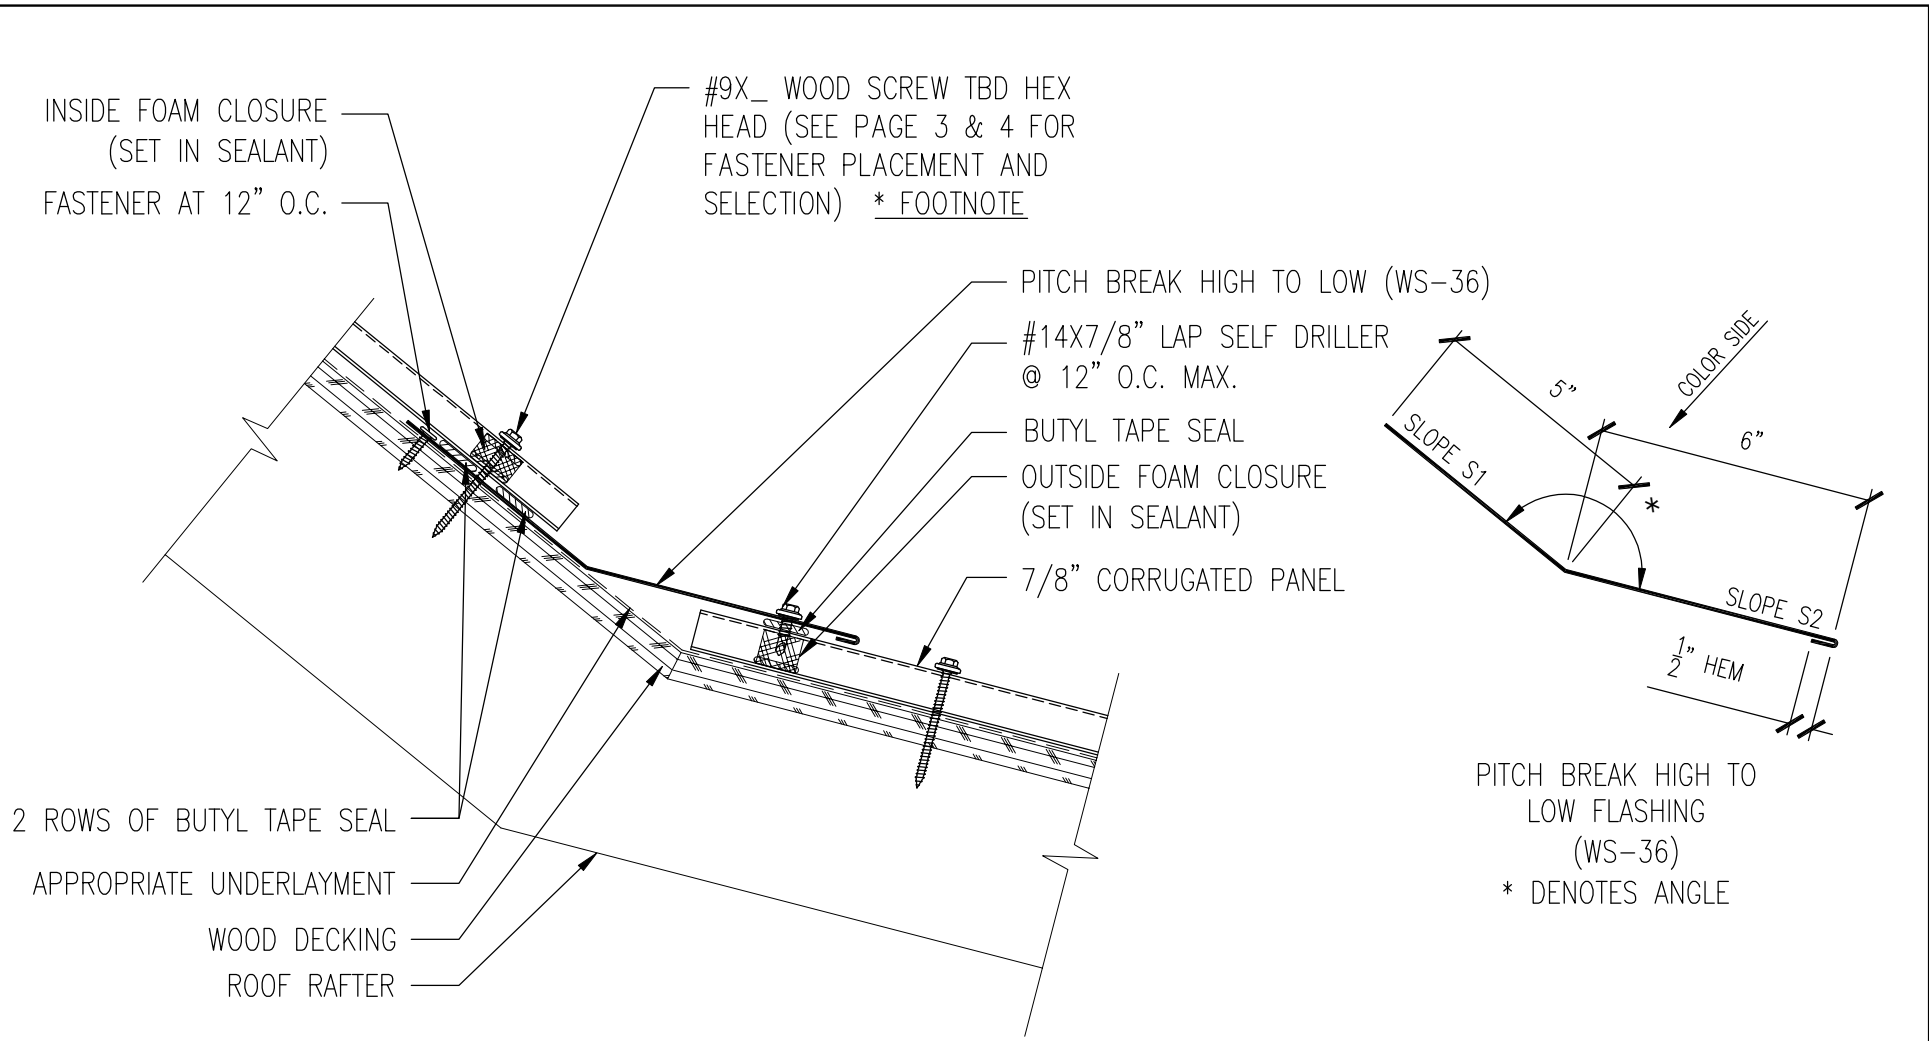 INSIDE FOAM CLOSURE
(SET IN SEALANT)
FASTENER AT 12" O.C.
#9X_ WOOD SCREW TBD HEX
HEAD (SEE PAGE 3 & 4 FOR
FASTENER PLACEMENT AND
SELECTION) * FOOTNOTE
PITCH BREAK HIGH TO LOW (WS-36)
#14X7/8" LAP SELF DRILLER
@ 12" O.C. MAX.
BUTYL TAPE SEAL
OUTSIDE FOAM CLOSURE
(SET IN SEALANT)
7/8" CORRUGATED PANEL
2 ROWS OF BUTYL TAPE SEAL
APPROPRIATE UNDERLAYMENT
WOOD DECKING
ROOF RAFTER
COLOR SIDE
5"
6"
SLOPE S1
*
SLOPE S2
1/2" HEM
PITCH BREAK HIGH TO
LOW FLASHING
(WS-36)
* DENOTES ANGLE